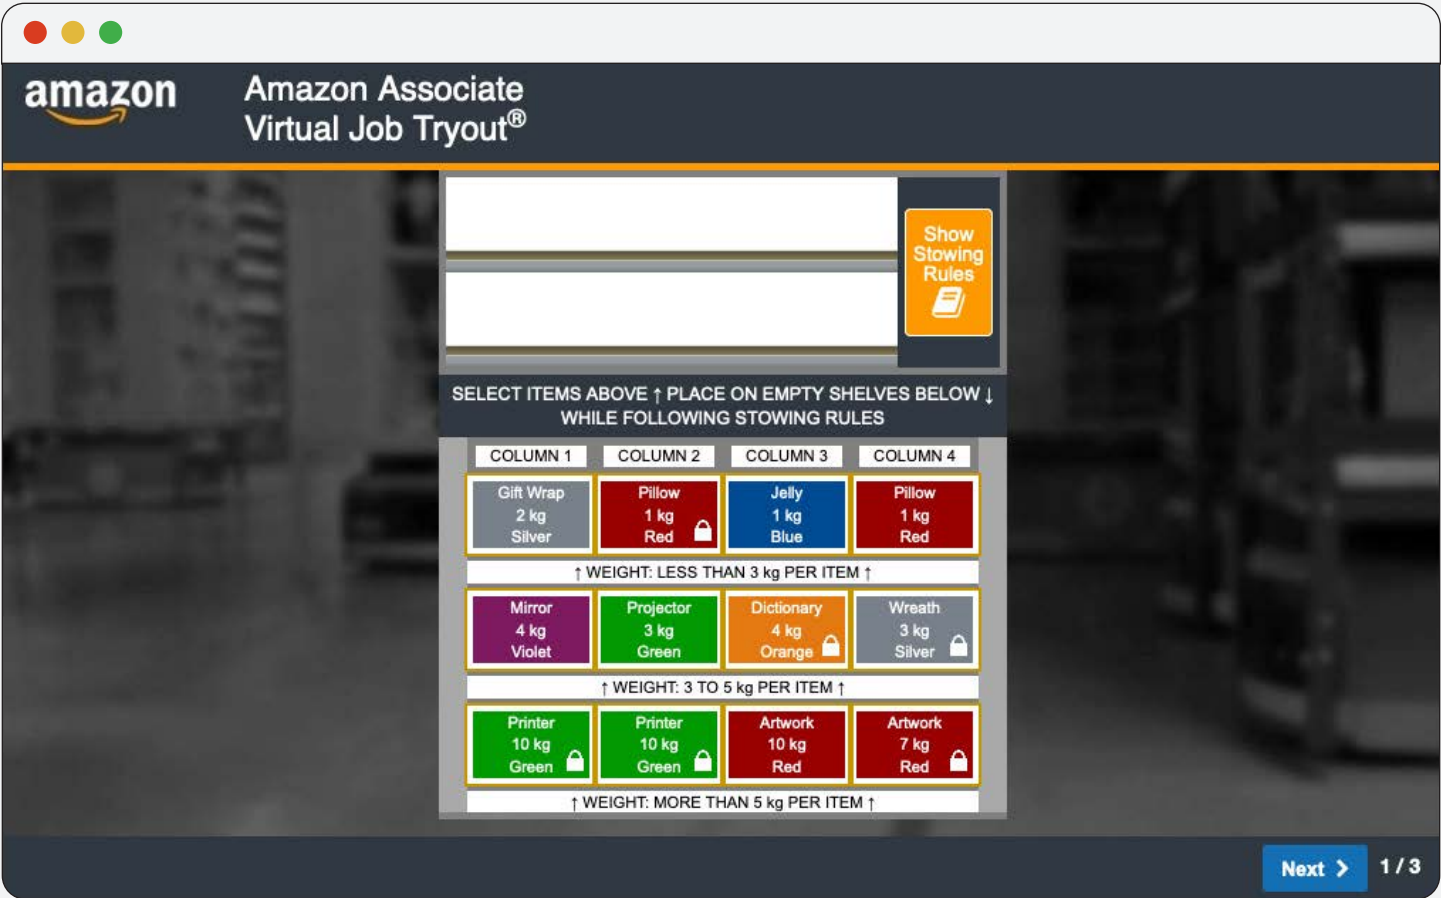 amazon
Amazon Associate
Virtual Job Tryout®
Show
Stowing
Rules
SELECT ITEMS ABOVE ↑ PLACE ON EMPTY SHELVES BELOW ↓
WHILE FOLLOWING STOWING RULES
COLUMN 1 COLUMN 2 COLUMN 3 COLUMN 4
Gift Wrap Pillow Jelly Pillow
2 kg 1 kg 1 kg 1 kg
Silver Red Blue Red
↑ WEIGHT: LESS THAN 3 kg PER ITEM ↑
Mirror Projector Dictionary Wreath
4 kg 3 kg 4 kg 3 kg
Violet Green Orange Silver
↑ WEIGHT: 3 TO 5 kg PER ITEM ↑
Printer Printer Artwork Artwork
10 kg 10 kg 10 kg 7 kg
Green Green Red Red
↑ WEIGHT: MORE THAN 5 kg PER ITEM ↑
Next 1 / 3